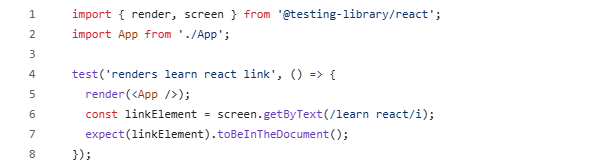 1 import { render, screen } from '@testing-library/react';
2 import App from './App';
3
4 test('renders learn react link', () => {
5 render(<App />);
6 const linkElement = screen.getByText(/learn react/i);
7 expect(linkElement).toBeInTheDocument();
8 });